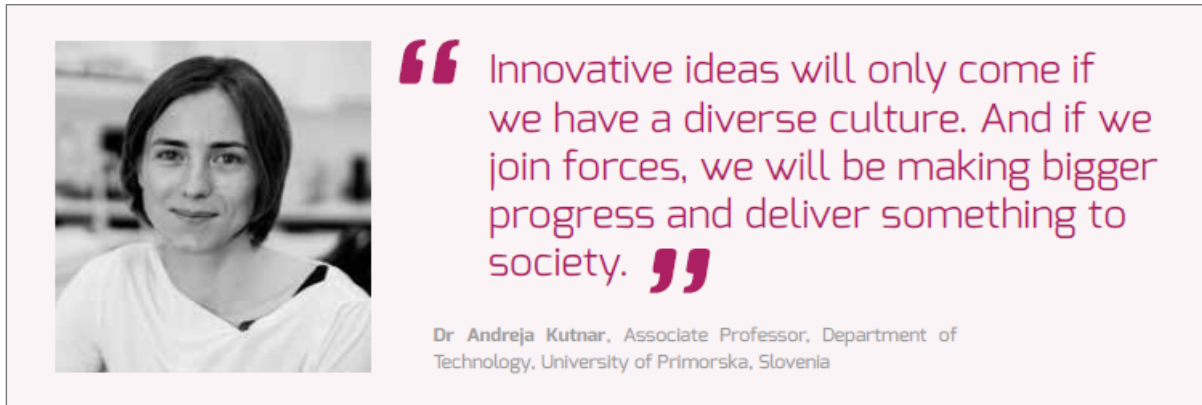 “ Innovative ideas will only come if
we have a diverse culture. And if we
join forces, we will be making bigger
progress and deliver something to
society. ”
Dr Andreja Kutnar, Associate Professor, Department of
Technology, University of Primorska, Slovenia